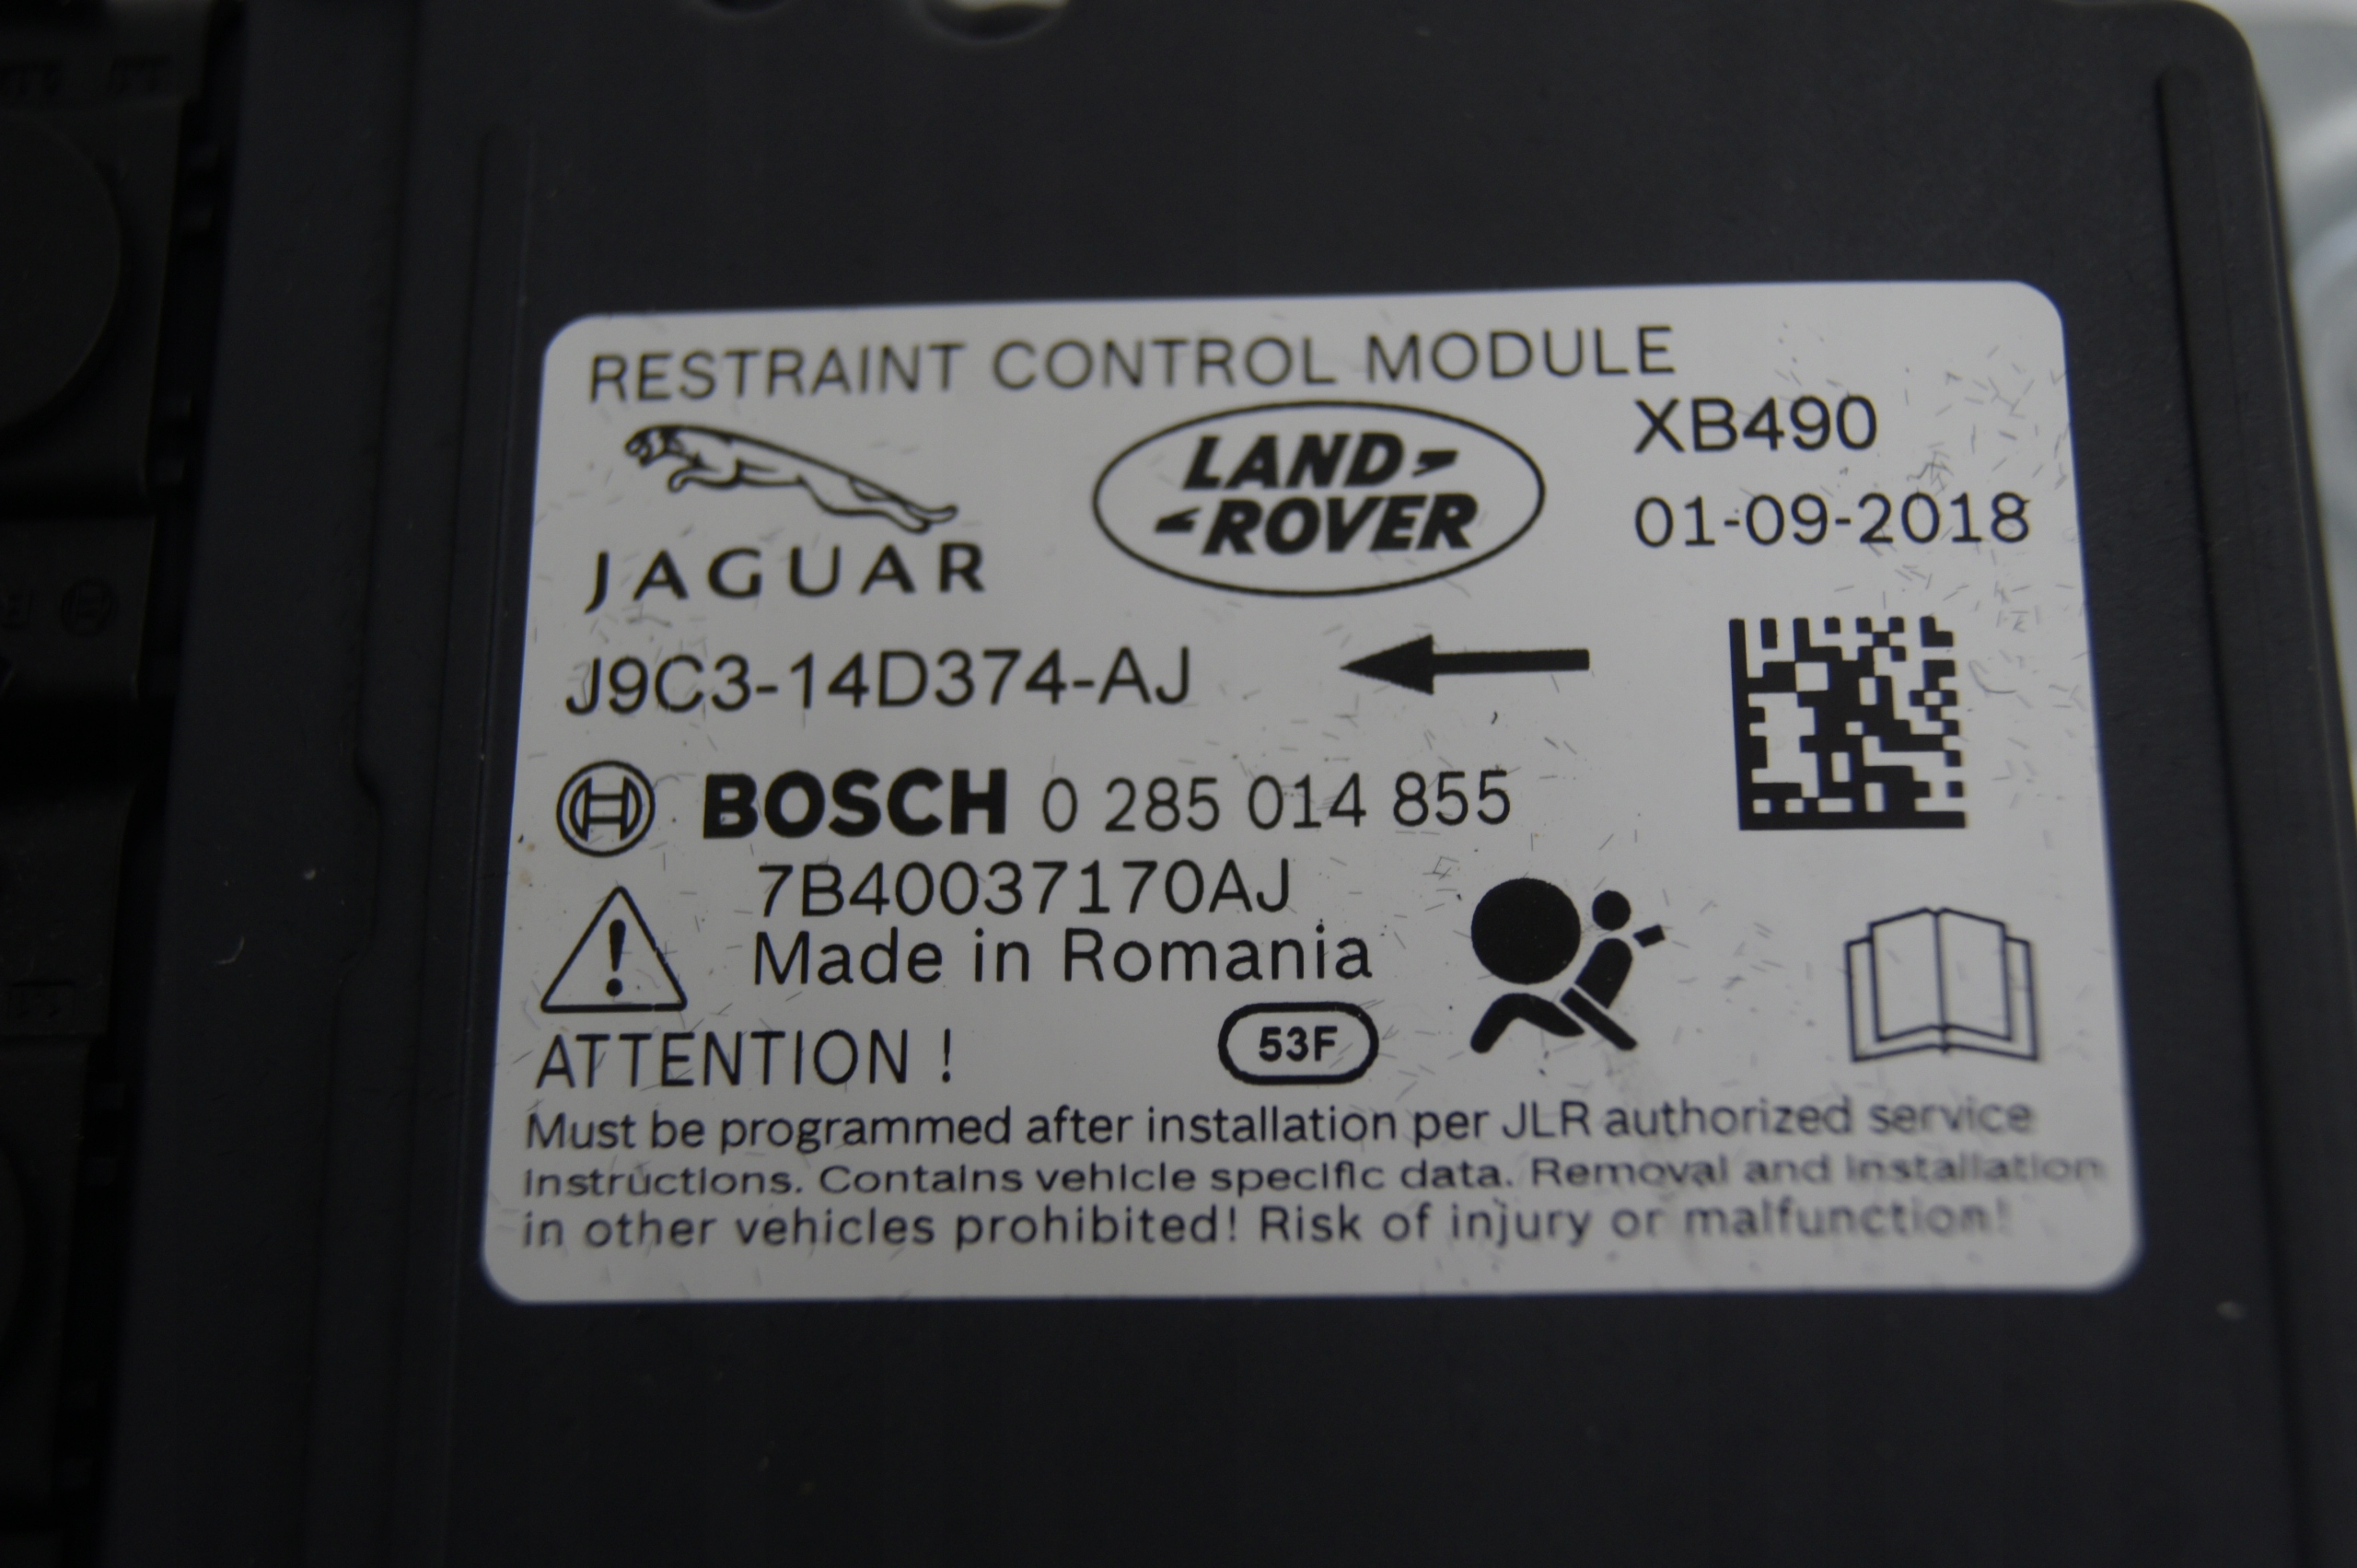 RESTRAINT CONTROL MODULE
XB490
LAND
ROVER
01-09-2018
JAGUAR
J9C3-14D374-AJ
BOSCH 0 285 014 855
7B40037170AJ
Made in Romania
53F
ATTENTION !
Must be programmed after installation per JLR authorized service
instructions. Contains vehicle specific data. Removal and installation
in other vehicles prohibited! Risk of injury or malfunction!